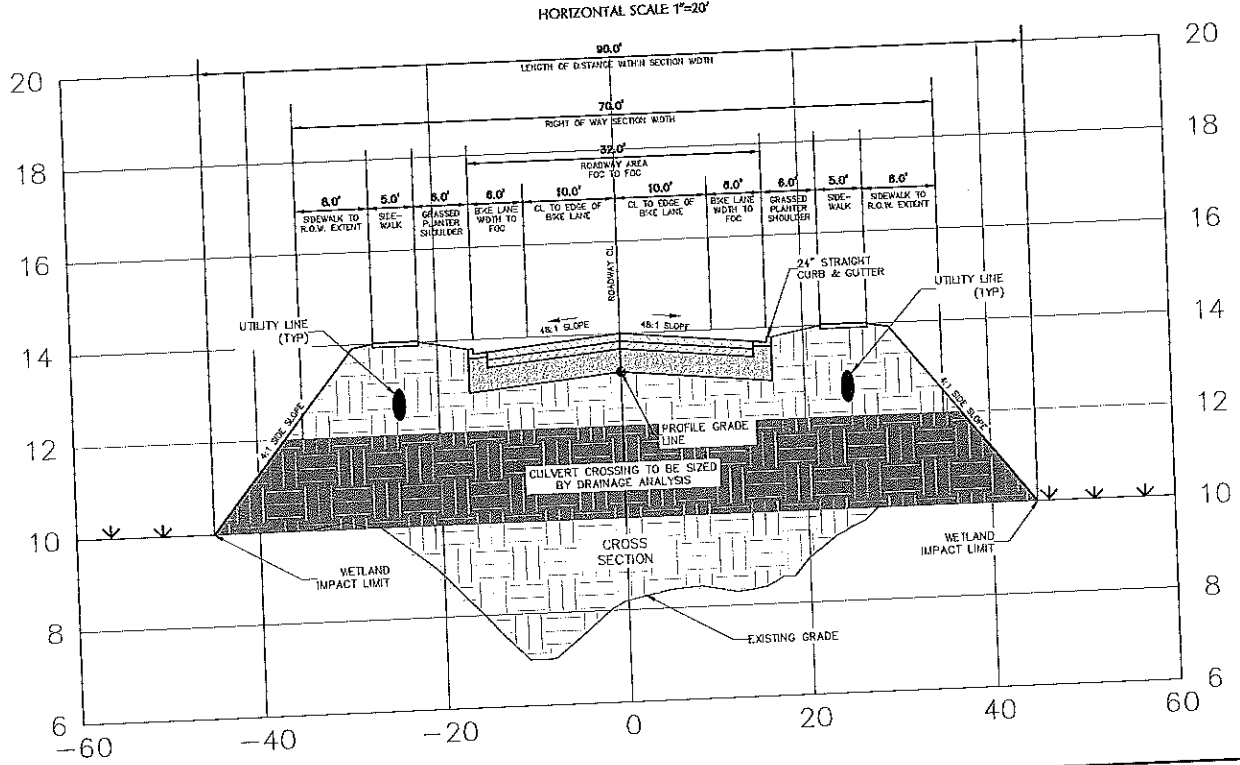 HORIZONTAL SCALE 1"=20'
90.0'
LENGTH OF DISTANCE WITHIN SECTION WIDTH
70.0'
RIGHT OF WAY SECTION WIDTH
32.0'
ROADWAY AREA
FOC TO FOC
8.0' 5.0' 6.0' 6.0' 10.0' 10.0' 6.0' 6.0' 5.0' 8.0'
SIDEWALK TO R.O.W. EXTENT
SIDE-WALK
GRASSED PLANTER SHOULDER
BIKE LANE WIDTH TO FOC
CL TO EDGE OF BIKE LANE
CL TO EDGE OF BIKE LANE
BIKE LANE WIDTH TO FOC
GRASSED PLANTER SHOULDER
SIDE-WALK
SIDEWALK TO R.O.W. EXTENT
ROADWAY CL
24" STRAIGHT
CURB & GUTTER
UTILITY LINE
(TYP)
UTILITY LINE
(TYP)
48:1 SLOPE
48:1 SLOPE
4:1 SIDE SLOPE
4:1 SIDE SLOPE
PROFILE GRADE
LINE
CULVERT CROSSING TO BE SIZED
BY DRAINAGE ANALYSIS
CROSS
SECTION
WETLAND
IMPACT LIMIT
WETLAND
IMPACT LIMIT
EXISTING GRADE
20
18
16
14
12
10
8
6
20
18
16
14
12
10
8
6
-60 -40 -20 0 20 40 60